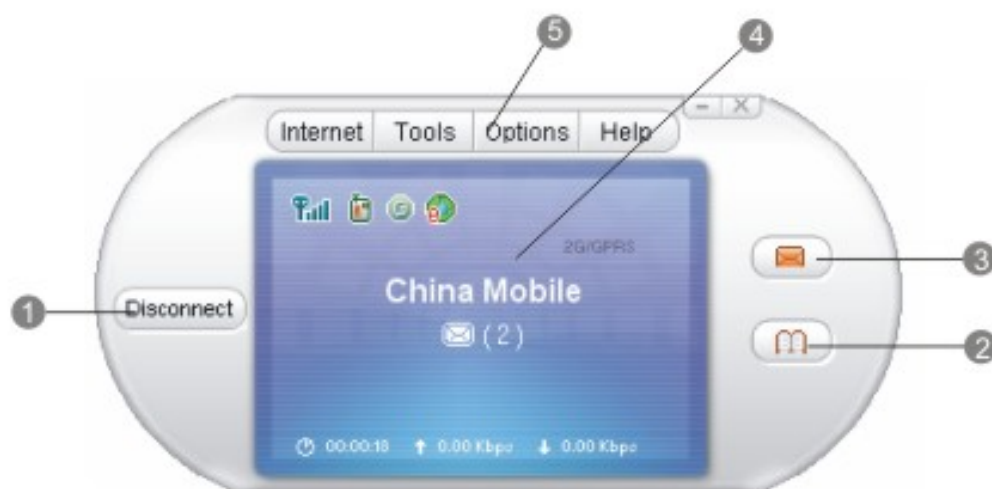 5
4
Internet Tools Options Help
2G/GPRS
3
China Mobile
1
Disconnect
(2)
2
00:00:18 0.00 Kbps 0.00 Kbps